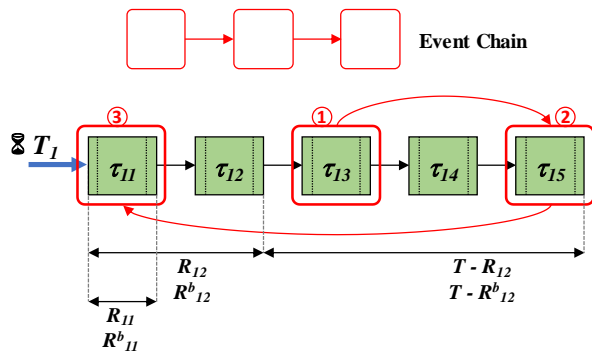 Event Chain
③ ① ②
⌛ T₁
τ₁₁ τ₁₂ τ₁₃ τ₁₄ τ₁₅
R₁₂ T - R₁₂
Rᵇ₁₂ T - Rᵇ₁₂
R₁₁
Rᵇ₁₁